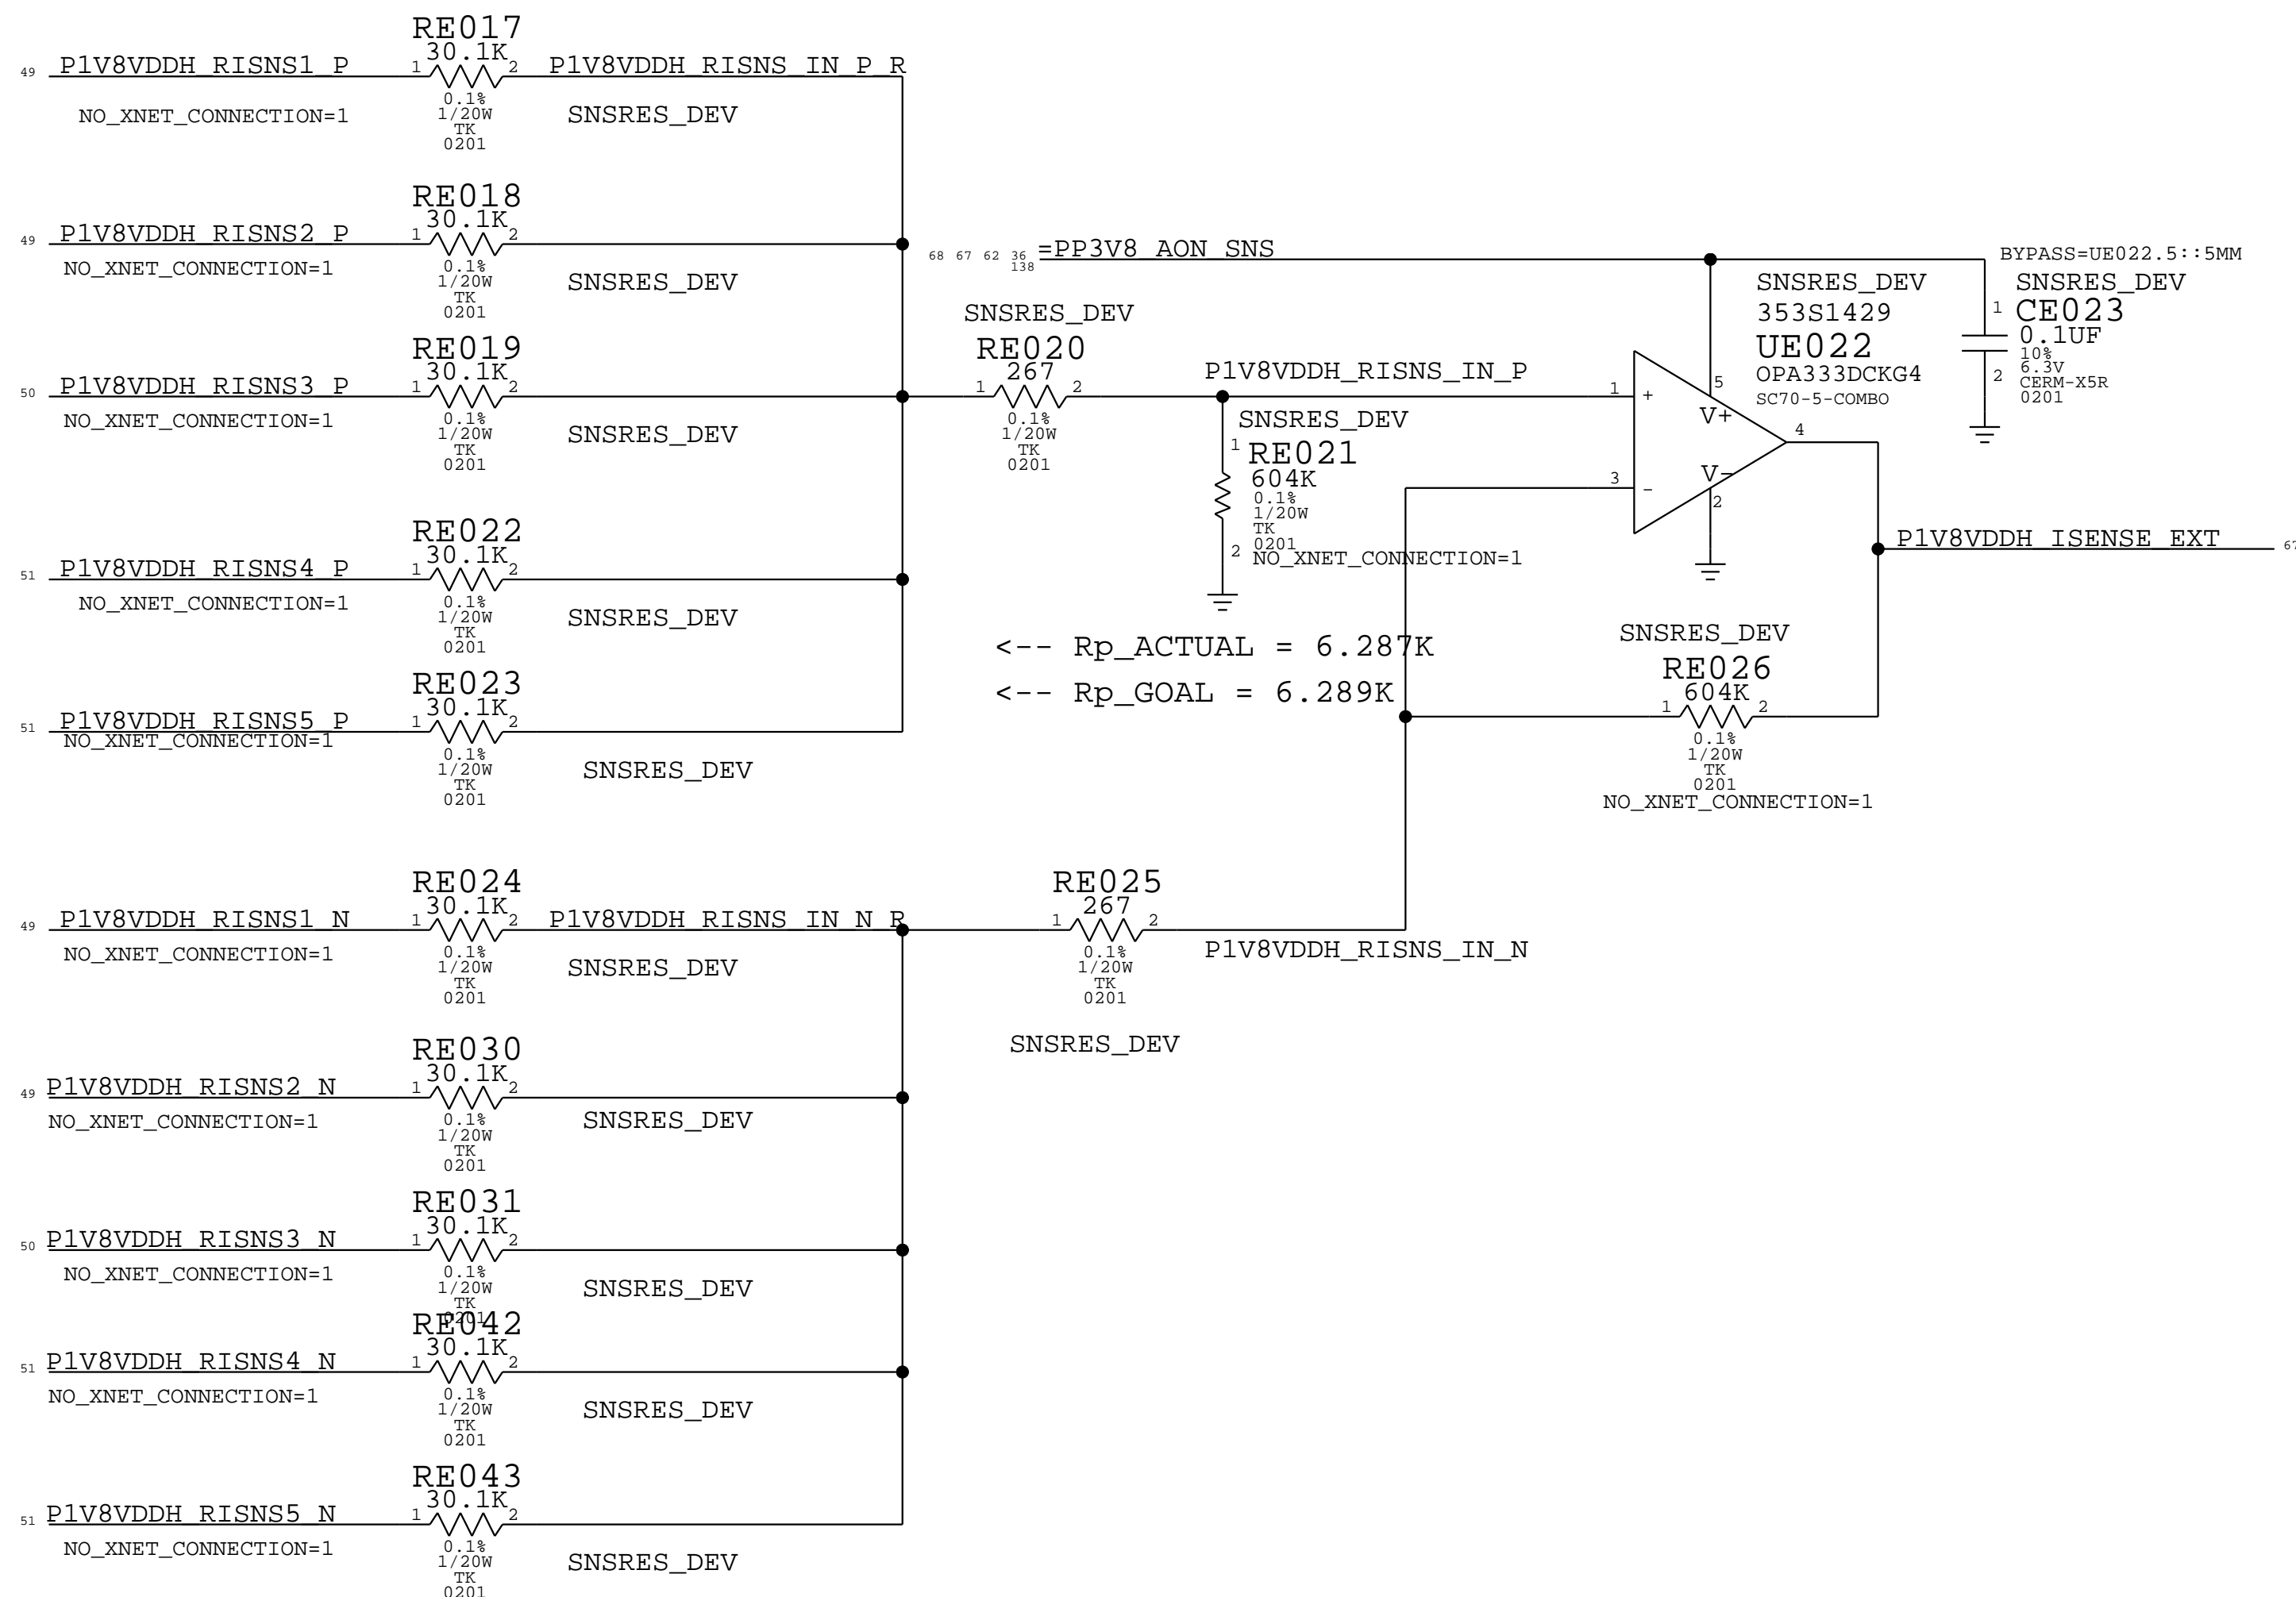 RE017
30.1K
49 P1V8VDDH_RISNS1_P 1 2 P1V8VDDH_RISNS_IN_P_R
NO_XNET_CONNECTION=1
0.1%
1/20W
TK
0201
SNSRES_DEV
RE018
30.1K
49 P1V8VDDH_RISNS2_P 1 2
NO_XNET_CONNECTION=1
0.1%
1/20W
TK
0201
SNSRES_DEV
RE019
30.1K
50 P1V8VDDH_RISNS3_P 1 2
NO_XNET_CONNECTION=1
0.1%
1/20W
TK
0201
SNSRES_DEV
RE022
30.1K
51 P1V8VDDH_RISNS4_P 1 2
NO_XNET_CONNECTION=1
0.1%
1/20W
TK
0201
SNSRES_DEV
RE023
30.1K
51 P1V8VDDH_RISNS5_P 1 2
NO_XNET_CONNECTION=1
0.1%
1/20W
TK
0201
SNSRES_DEV
68 67 62 36 =PP3V8_AON_SNS
138
SNSRES_DEV
RE020
267
1 2
0.1%
1/20W
TK
0201
P1V8VDDH_RISNS_IN_P
SNSRES_DEV
1 RE021
604K
0.1%
1/20W
TK
0201
2 NO_XNET_CONNECTION=1
<-- Rp_ACTUAL = 6.287K
<-- Rp_GOAL = 6.289K
SNSRES_DEV
353S1429
UE022
OPA333DCKG4
SC70-5-COMBO
1 +
5
V+
4
3 -
V-
2
BYPASS=UE022.5::5MM
SNSRES_DEV
1 CE023
0.1UF
10%
6.3V
2 CERM-X5R
0201
P1V8VDDH_ISENSE_EXT 67
SNSRES_DEV
RE026
604K
1 2
0.1%
1/20W
TK
0201
NO_XNET_CONNECTION=1
RE024
30.1K
49 P1V8VDDH_RISNS1_N 1 2 P1V8VDDH_RISNS_IN_N_R
NO_XNET_CONNECTION=1
0.1%
1/20W
TK
0201
SNSRES_DEV
RE025
267
1 2
0.1%
1/20W
TK
0201
P1V8VDDH_RISNS_IN_N
SNSRES_DEV
RE030
30.1K
49 P1V8VDDH_RISNS2_N 1 2
NO_XNET_CONNECTION=1
0.1%
1/20W
TK
0201
SNSRES_DEV
RE031
30.1K
50 P1V8VDDH_RISNS3_N 1 2
NO_XNET_CONNECTION=1
0.1%
1/20W
TK
0201
SNSRES_DEV
RE042
30.1K
51 P1V8VDDH_RISNS4_N 1 2
NO_XNET_CONNECTION=1
0.1%
1/20W
TK
0201
SNSRES_DEV
RE043
30.1K
51 P1V8VDDH_RISNS5_N 1 2
NO_XNET_CONNECTION=1
0.1%
1/20W
TK
0201
SNSRES_DEV